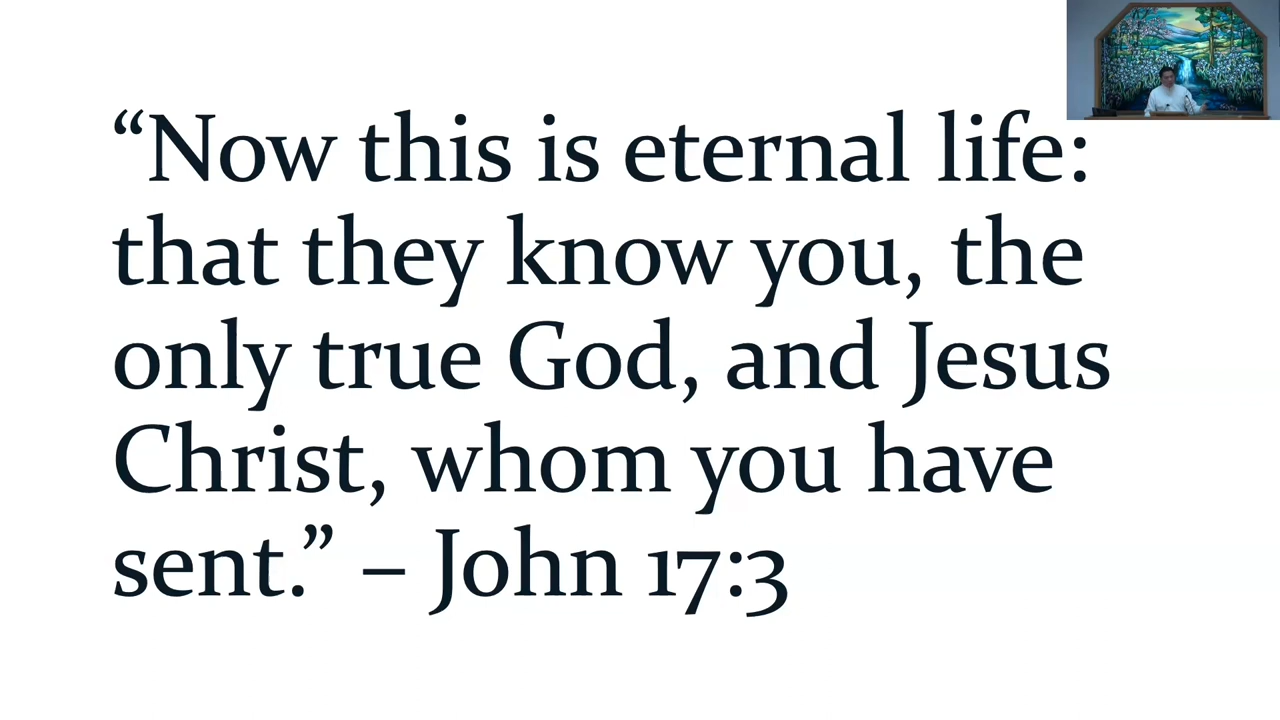 “Now this is eternal life:
that they know you, the
only true God, and Jesus
Christ, whom you have
sent.” – John 17:3